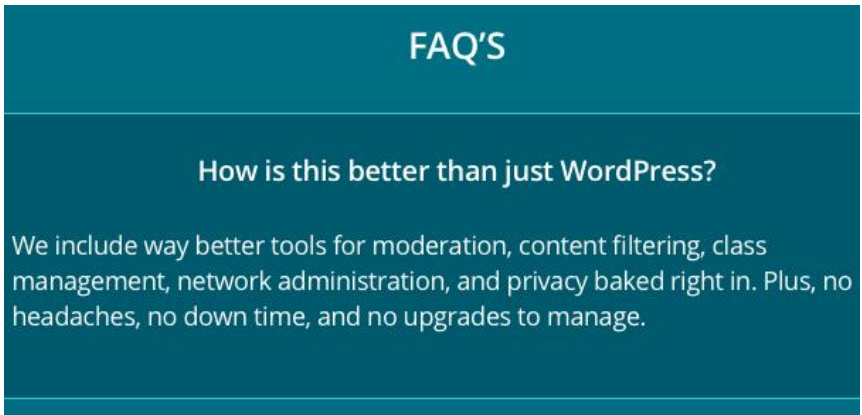 FAQ’S
How is this better than just WordPress?
We include way better tools for moderation, content filtering, class
management, network administration, and privacy baked right in. Plus, no
headaches, no down time, and no upgrades to manage.